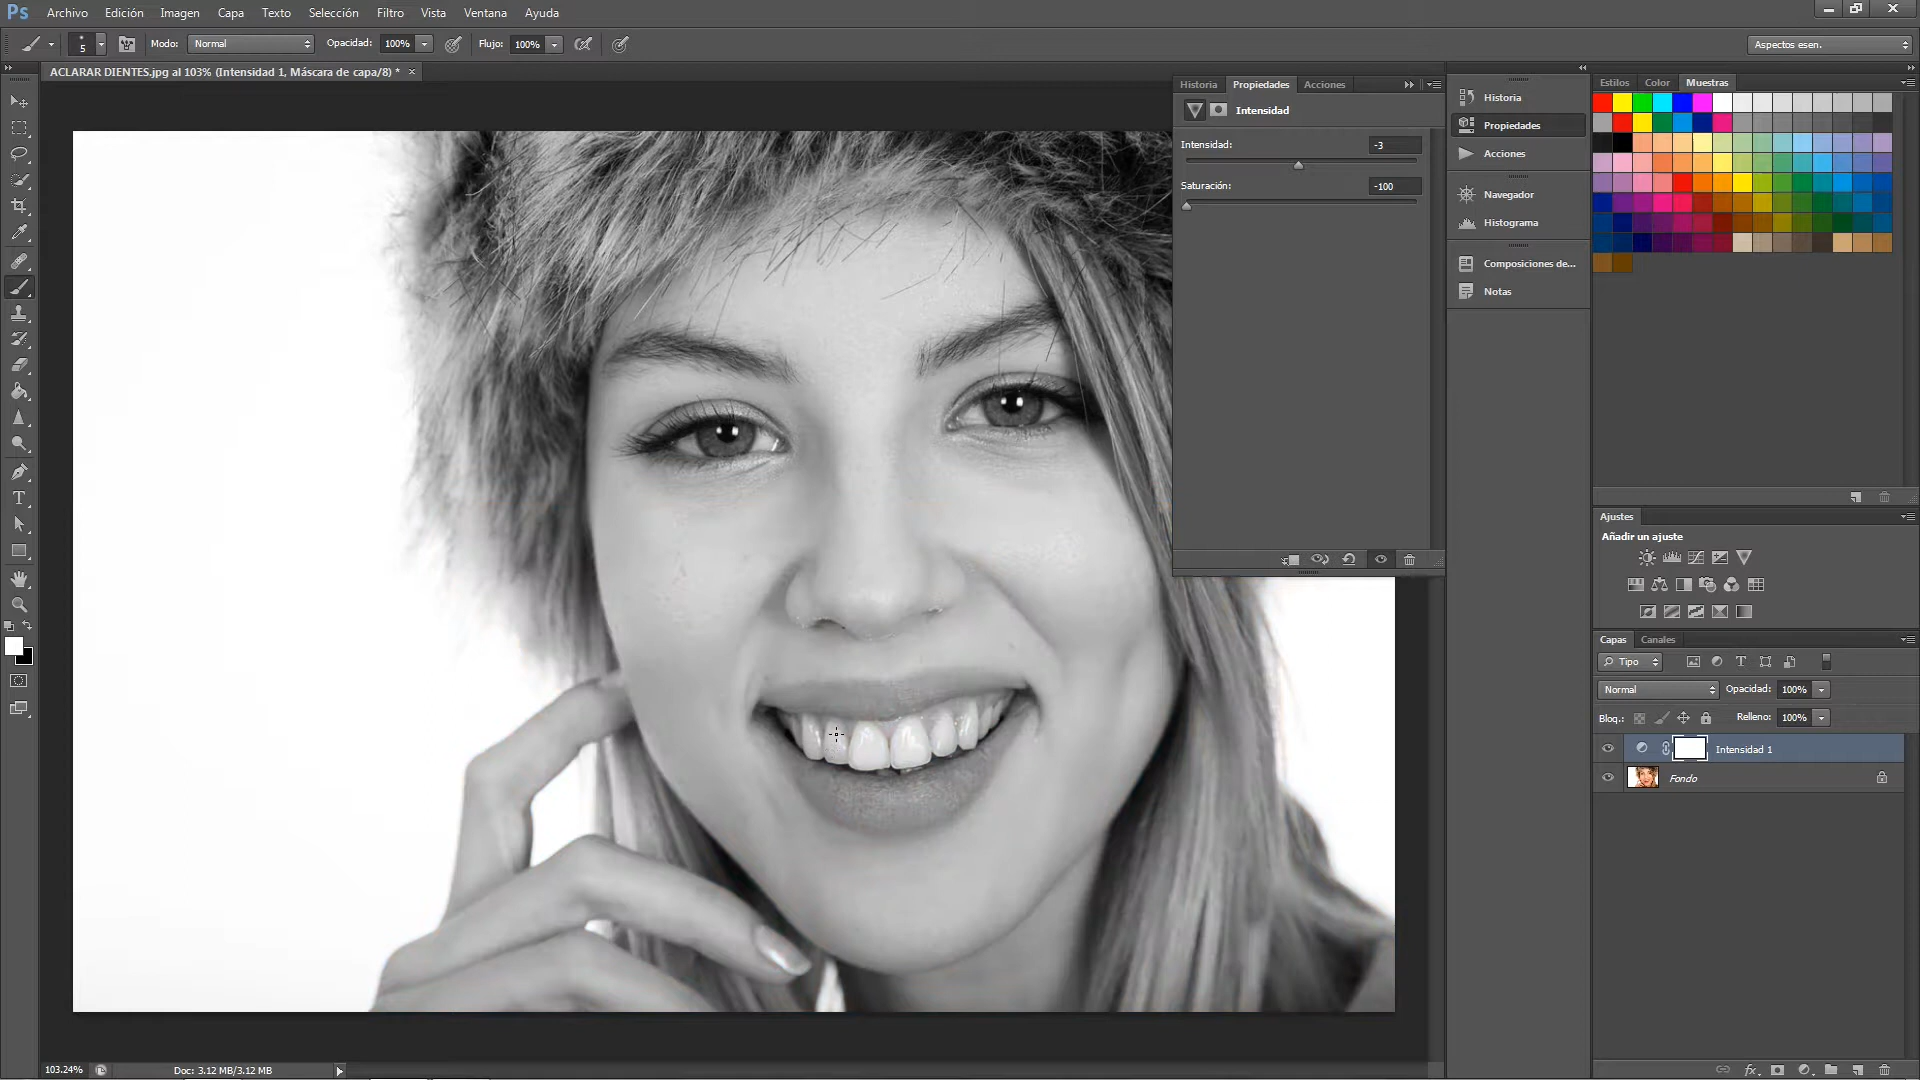 Ps Archivo Edición Imagen Capa Texto Selección Filtro Vista Ventana Ayuda
5 Modo: Normal Opacidad: 100% Flujo: 100% Aspectos esen.
ACLARAR DIENTES.jpg al 103% (Intensidad 1, Máscara de capa/8) * ×
Historia Propiedades Acciones
Intensidad
Intensidad: -3
Saturación: -100
Historia
Propiedades
Acciones
Navegador
Histograma
Composiciones de...
Notas
Estilos Color Muestras
Ajustes
Añadir un ajuste
Capas Canales
Tipo T
Normal Opacidad: 100%
Bloq.: Relleno: 100%
Intensidad 1
Fondo
fx
T
103.24% Doc: 3.12 MB/3.12 MB